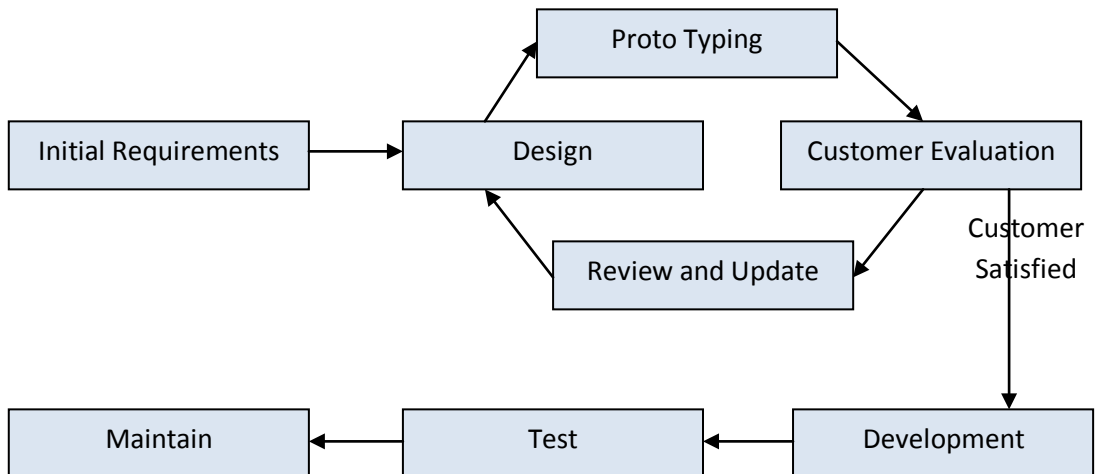 Proto Typing
Initial Requirements
Design
Customer Evaluation
Customer
Satisfied
Review and Update
Maintain
Test
Development